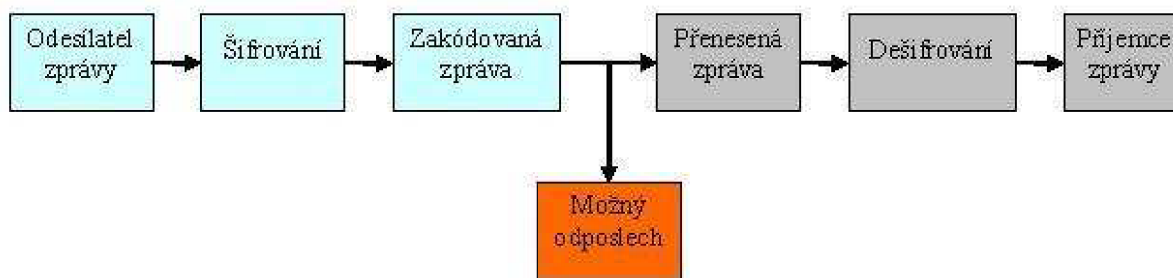 Odesílatel
zprávy
Šifrování
Zakódovaná
zpráva
Přenesená
zpráva
Dešifrování
Příjemce
zprávy
Možný
odposlech